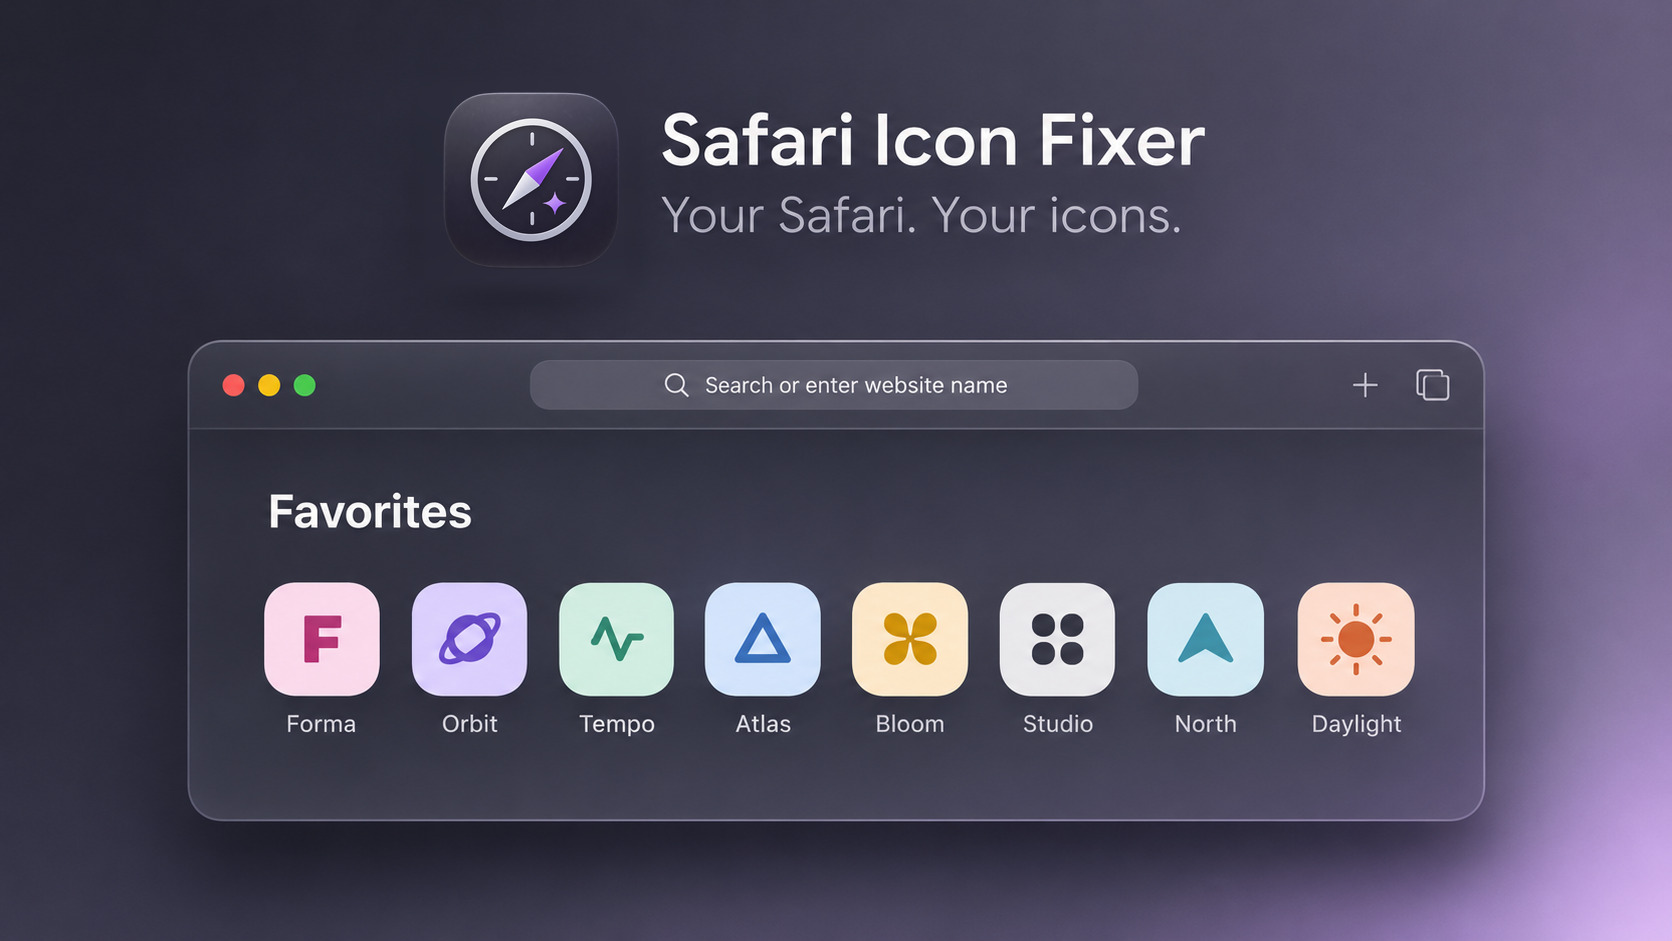 Safari Icon Fixer
Your Safari. Your icons.
Search or enter website name
Favorites
F
Forma
Orbit
Tempo
Atlas
Bloom
Studio
North
Daylight